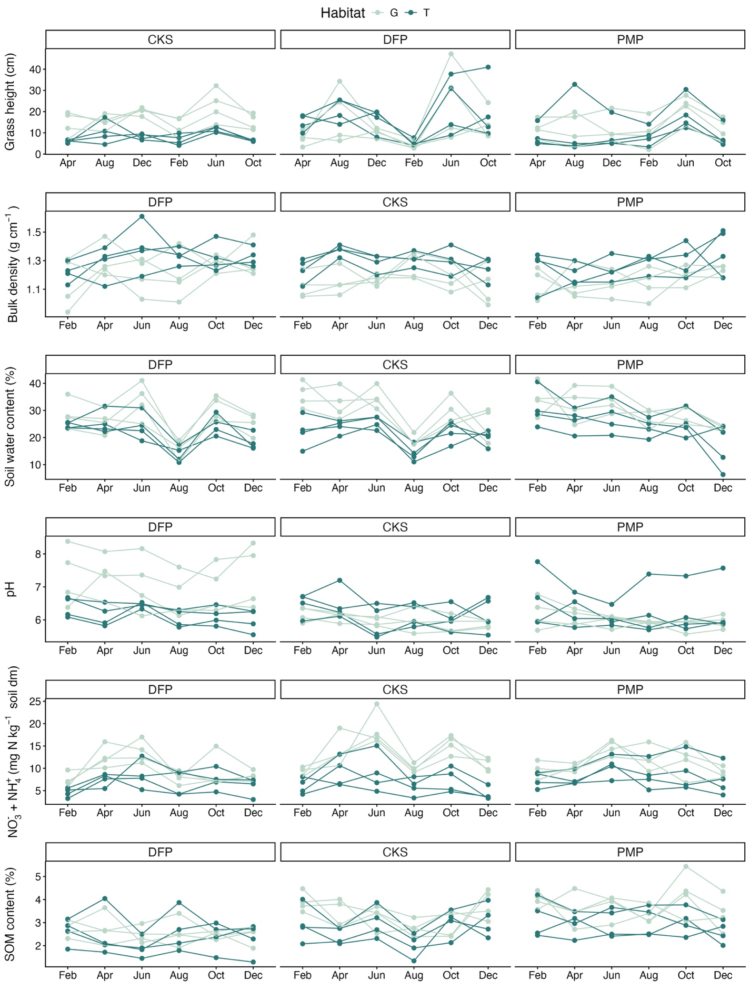 Habitat G T
CKS DFP PMP
Grass height (cm)
40
30
20
10
0
Apr Aug Dec Feb Jun Oct Apr Aug Dec Feb Jun Oct Apr Aug Dec Feb Jun Oct
DFP CKS PMP
Bulk density (g cm⁻¹ )
1.5
1.3
1.1
Feb Apr Jun Aug Oct Dec Feb Apr Jun Aug Oct Dec Feb Apr Jun Aug Oct Dec
DFP CKS PMP
Soil water content (%)
40
30
20
10
Feb Apr Jun Aug Oct Dec Feb Apr Jun Aug Oct Dec Feb Apr Jun Aug Oct Dec
DFP CKS PMP
pH
8
7
6
Feb Apr Jun Aug Oct Dec Feb Apr Jun Aug Oct Dec Feb Apr Jun Aug Oct Dec
DFP CKS PMP
NO₃⁻ + NH₄⁺ (mg N kg⁻¹ soil dm)
25
20
15
10
5
Feb Apr Jun Aug Oct Dec Feb Apr Jun Aug Oct Dec Feb Apr Jun Aug Oct Dec
DFP CKS PMP
SOM content (%)
5
4
3
2
Feb Apr Jun Aug Oct Dec Feb Apr Jun Aug Oct Dec Feb Apr Jun Aug Oct Dec